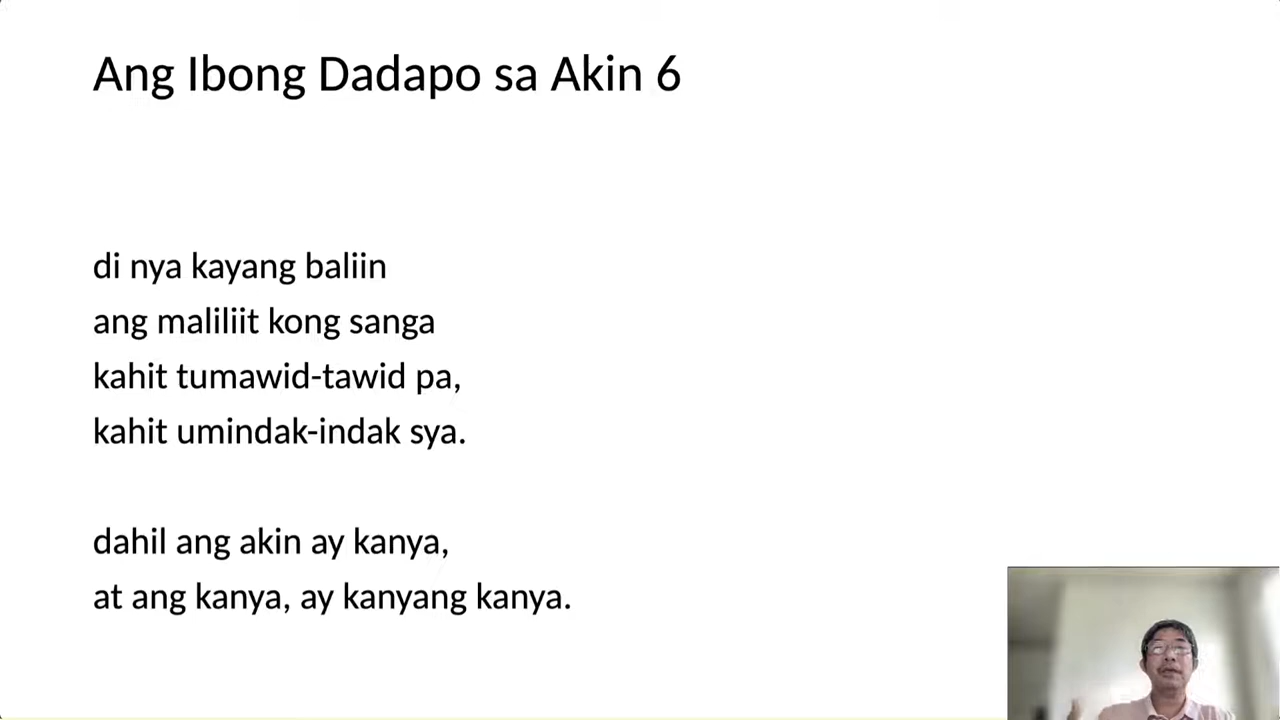 Ang Ibong Dadapo sa Akin 6
di nya kayang baliin
ang maliliit kong sanga
kahit tumawid-tawid pa,
kahit umindak-indak sya.
dahil ang akin ay kanya,
at ang kanya, ay kanyang kanya.